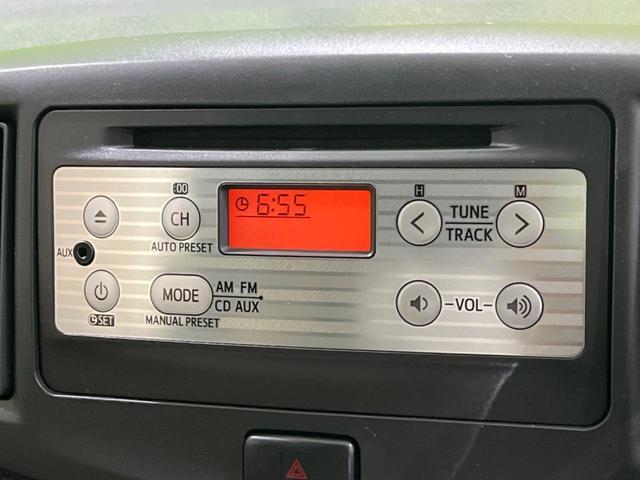 :00
H
M
CH
6:55
TUNE
TRACK
AUTO PRESET
AUX
MODE
AM FM
CD AUX
VOL
SET
MANUAL PRESET